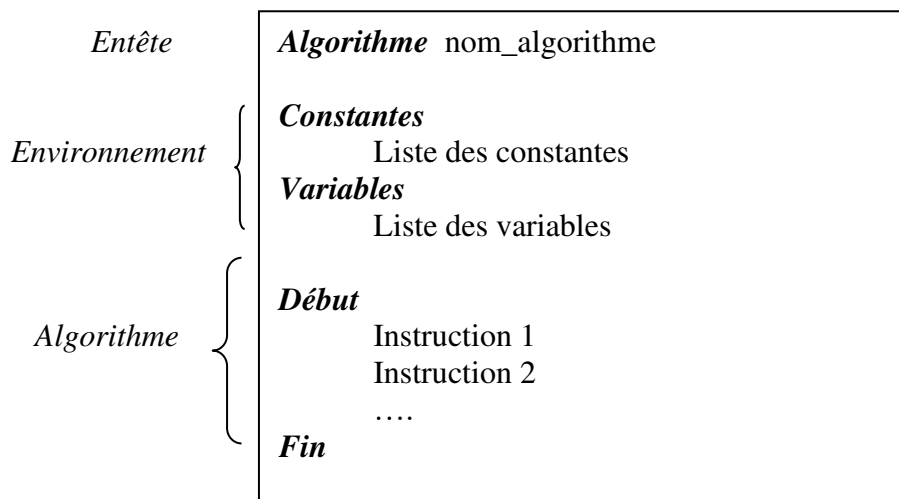 Entête Algorithme nom_algorithme
Constantes
Environnement Liste des constantes
Variables
Liste des variables
Début
Algorithme Instruction 1
Instruction 2
….
Fin